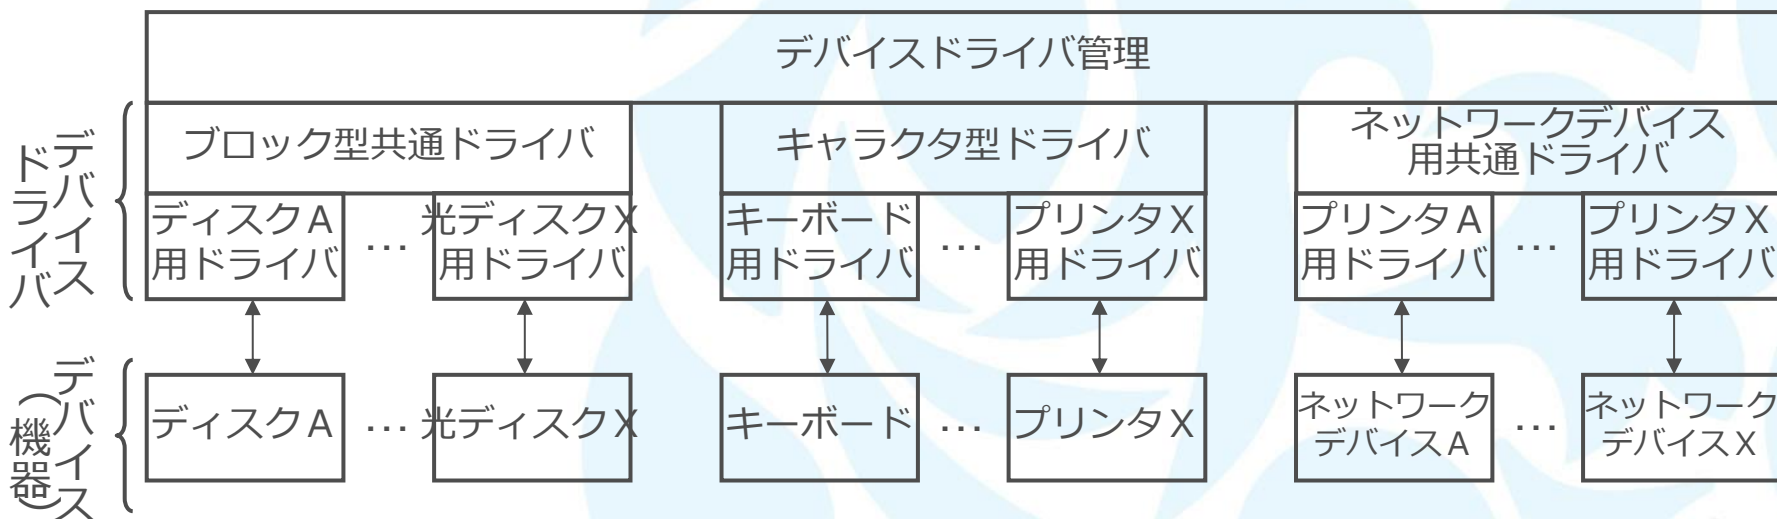 デバイスドライバ管理
デバイス
ドライバ
ブロック型共通ドライバ
キャラクタ型ドライバ
ネットワークデバイス
用共通ドライバ
ディスクA
用ドライバ
…
光ディスクX
用ドライバ
キーボード
用ドライバ
…
プリンタX
用ドライバ
プリンタA
用ドライバ
…
プリンタX
用ドライバ
デバイス
(機器)
ディスクA
…
光ディスクX
キーボード
…
プリンタX
ネットワーク
デバイスA
…
ネットワーク
デバイスX